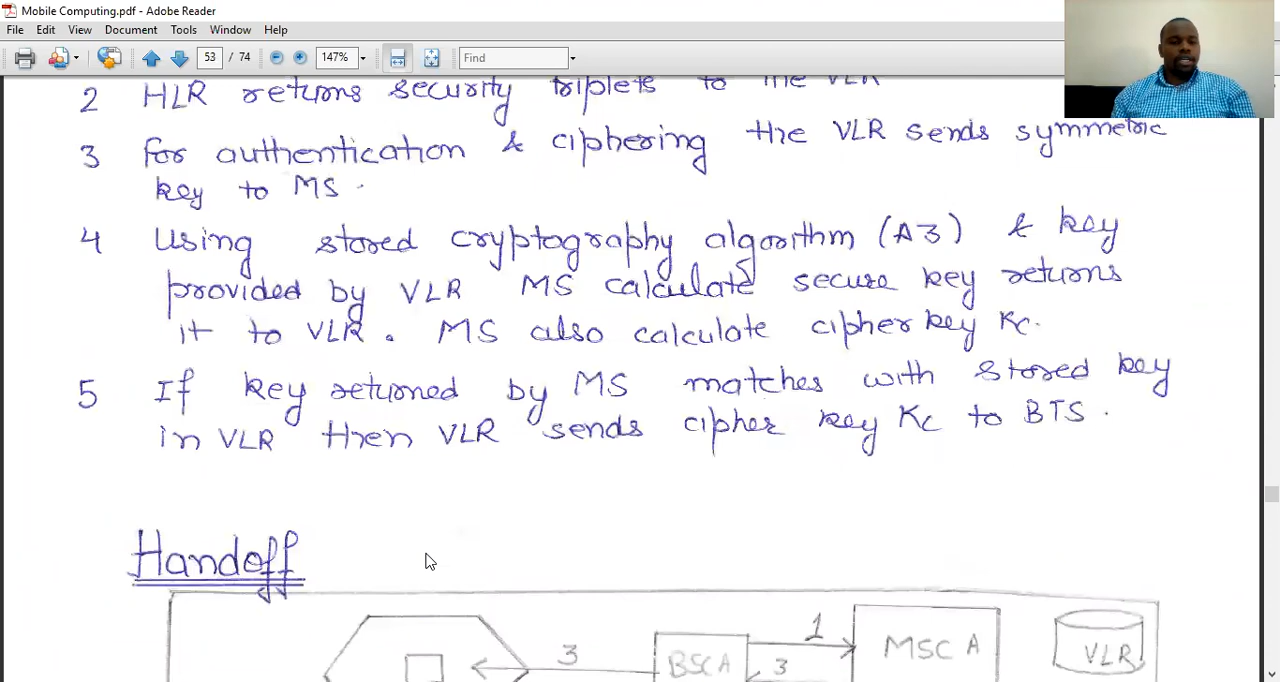 Mobile Computing.pdf - Adobe Reader
File Edit View Document Tools Window Help
53 / 74 147% Find
2 HLR returns security triplets to the VLR
3 for authentication & ciphering the VLR sends symmetric
key to MS.
4 Using stored cryptography algorithm (A3) & key
provided by VLR MS calculate secure key returns
it to VLR. MS also calculate cipher key Kc.
5 If key returned by MS matches with stored key
in VLR then VLR sends cipher key Kc to BTS.
Handoff
1
3 BSC A 3 MSC A VLR